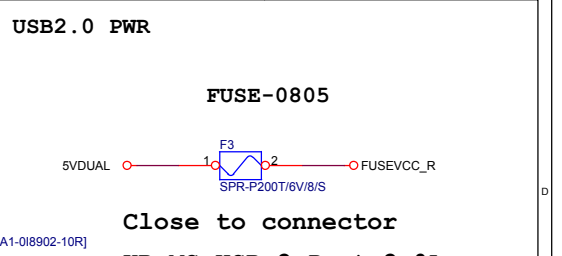 USB2.0 PWR
FUSE-0805
F3
5VDUAL 1 2 FUSEVCC_R
SPR-P200T/6V/8/S
D
Close to connector
A1-0I8902-10R]